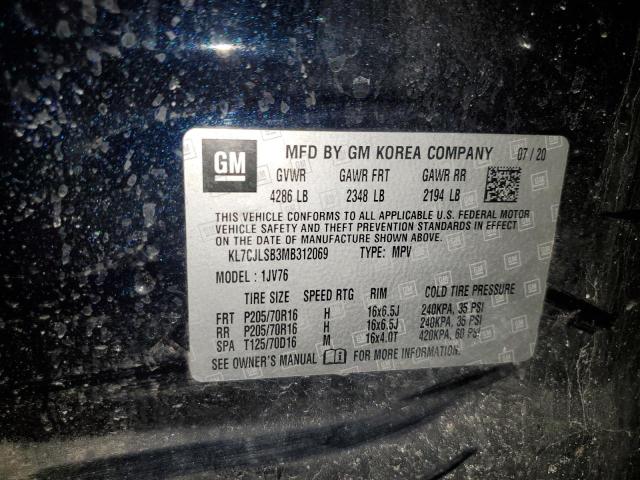 GM MFD BY GM KOREA COMPANY 07/20
GVWR GAWR FRT GAWR RR
4286 LB 2348 LB 2194 LB
THIS VEHICLE CONFORMS TO ALL APPLICABLE U.S. FEDERAL MOTOR
VEHICLE SAFETY AND THEFT PREVENTION STANDARDS IN EFFECT
ON THE DATE OF MANUFACTURE SHOWN ABOVE.
KL7CJLSB3MB312069 TYPE: MPV
MODEL: 1JV76
TIRE SIZE SPEED RTG RIM COLD TIRE PRESSURE
FRT P205/70R16 H 16x6.5J 240KPA, 35 PSI
RR P205/70R16 H 16x6.5J 240KPA, 35 PSI
SPA T125/70D16 M 16x4.0T 420KPA, 60 PSI
SEE OWNER'S MANUAL FOR MORE INFORMATION.